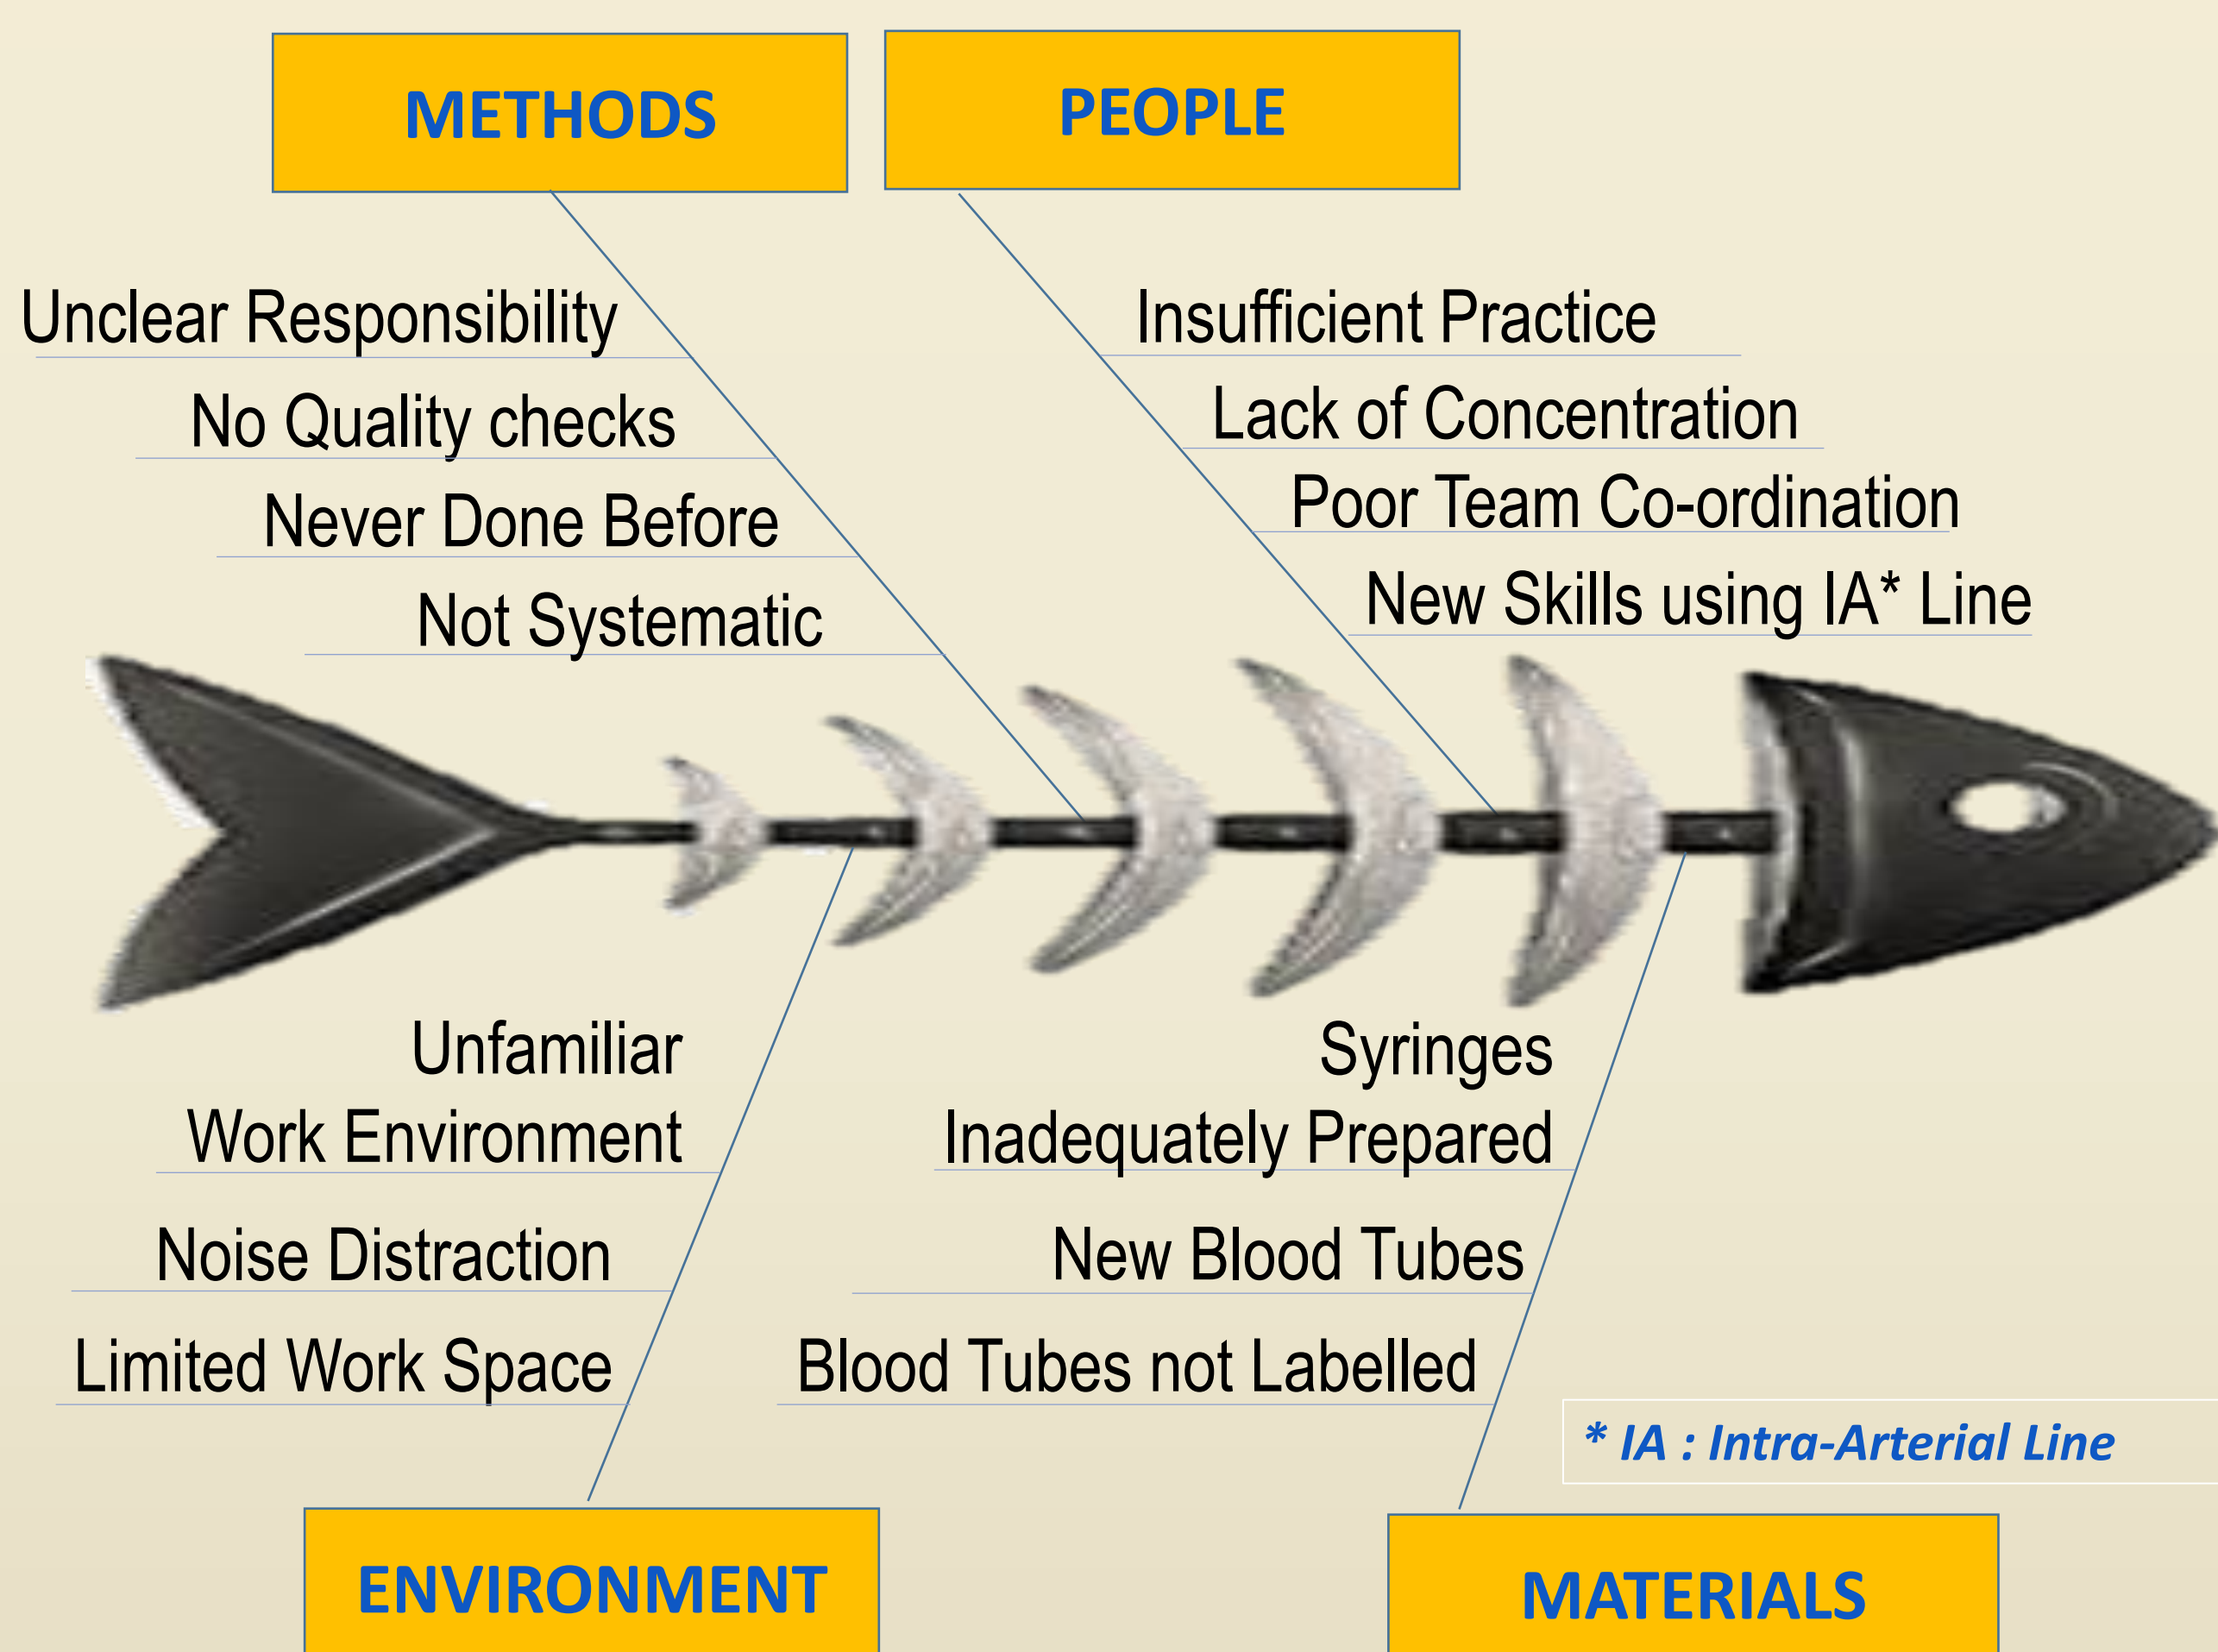 METHODS
PEOPLE
Unclear Responsibility
No Quality checks
Never Done Before
Not Systematic
Insufficient Practice
Lack of Concentration
Poor Team Co-ordination
New Skills using IA* Line
Unfamiliar
Work Environment
Noise Distraction
Limited Work Space
Syringes
Inadequately Prepared
New Blood Tubes
Blood Tubes not Labelled
* IA : Intra-Arterial Line
ENVIRONMENT
MATERIALS